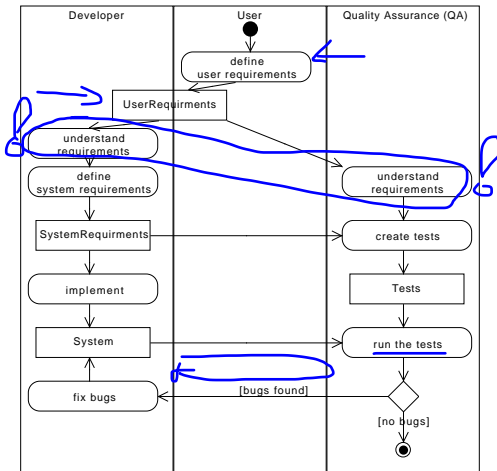 Developer
User
Quality Assurance (QA)
define
user requirements
UserRequirments
understand
requirements
understand
requirements
define
system requirements
SystemRequirments
create tests
implement
Tests
System
run the tests
fix bugs
[bugs found]
[no bugs]